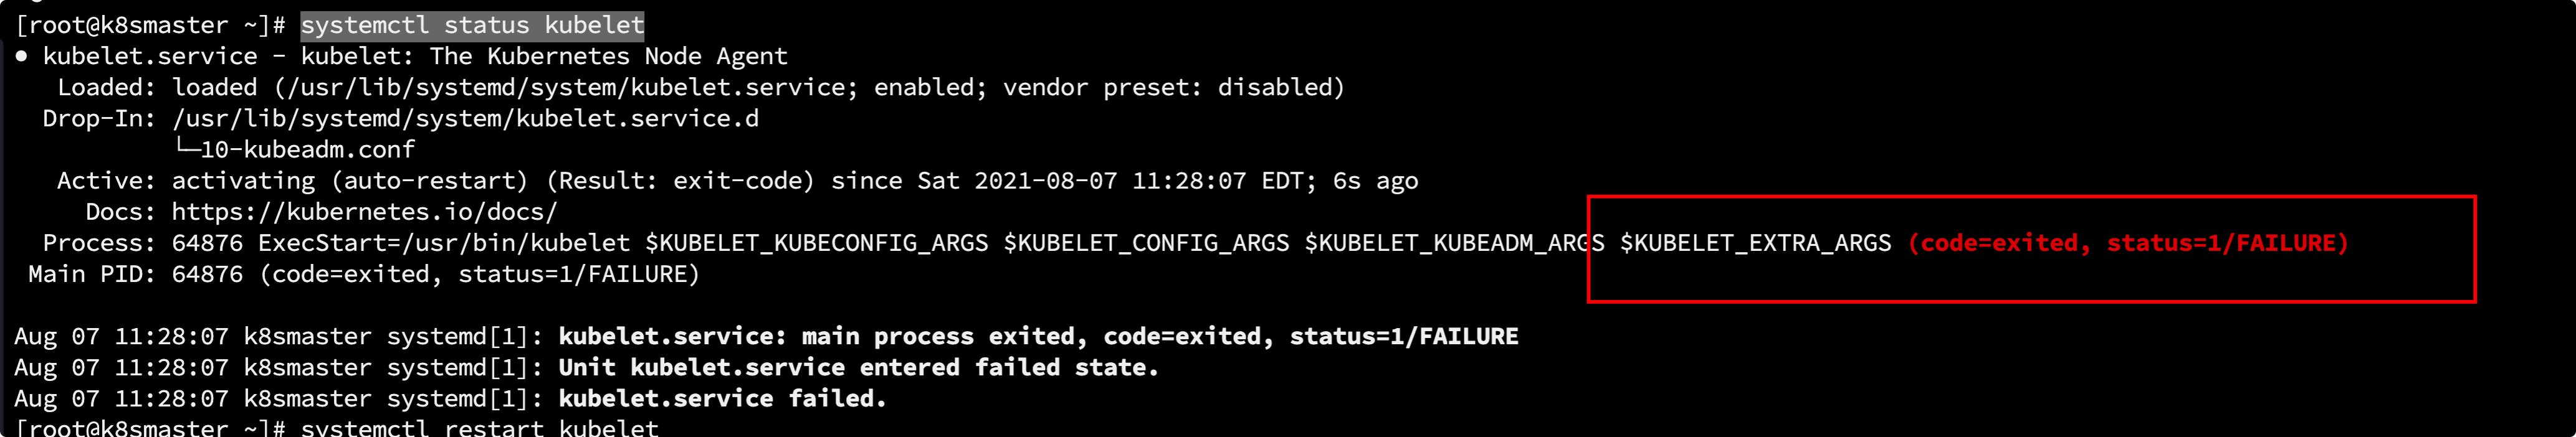 [root@k8smaster ~]# systemctl status kubelet
● kubelet.service - kubelet: The Kubernetes Node Agent
   Loaded: loaded (/usr/lib/systemd/system/kubelet.service; enabled; vendor preset: disabled)
  Drop-In: /usr/lib/systemd/system/kubelet.service.d
           └─10-kubeadm.conf
   Active: activating (auto-restart) (Result: exit-code) since Sat 2021-08-07 11:28:07 EDT; 6s ago
     Docs: https://kubernetes.io/docs/
  Process: 64876 ExecStart=/usr/bin/kubelet $KUBELET_KUBECONFIG_ARGS $KUBELET_CONFIG_ARGS $KUBELET_KUBEADM_ARGS $KUBELET_EXTRA_ARGS (code=exited, status=1/FAILURE)
 Main PID: 64876 (code=exited, status=1/FAILURE)

Aug 07 11:28:07 k8smaster systemd[1]: kubelet.service: main process exited, code=exited, status=1/FAILURE
Aug 07 11:28:07 k8smaster systemd[1]: Unit kubelet.service entered failed state.
Aug 07 11:28:07 k8smaster systemd[1]: kubelet.service failed.
[root@k8smaster ~]# systemctl restart kubelet